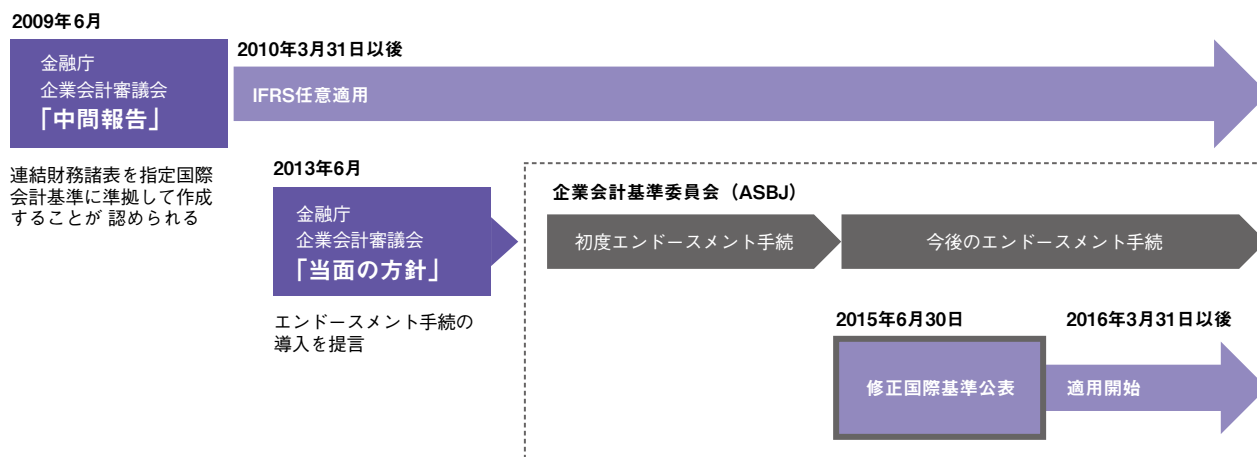 2009年6月
金融庁
企業会計審議会
「中間報告」
連結財務諸表を指定国際
会計基準に準拠して作成
することが 認められる
2010年3月31日以後
IFRS任意適用
2013年6月
金融庁
企業会計審議会
「当面の方針」
エンドースメント手続の
導入を提言
企業会計基準委員会（ASBJ）
初度エンドースメント手続
今後のエンドースメント手続
2015年6月30日
修正国際基準公表
2016年3月31日以後
適用開始